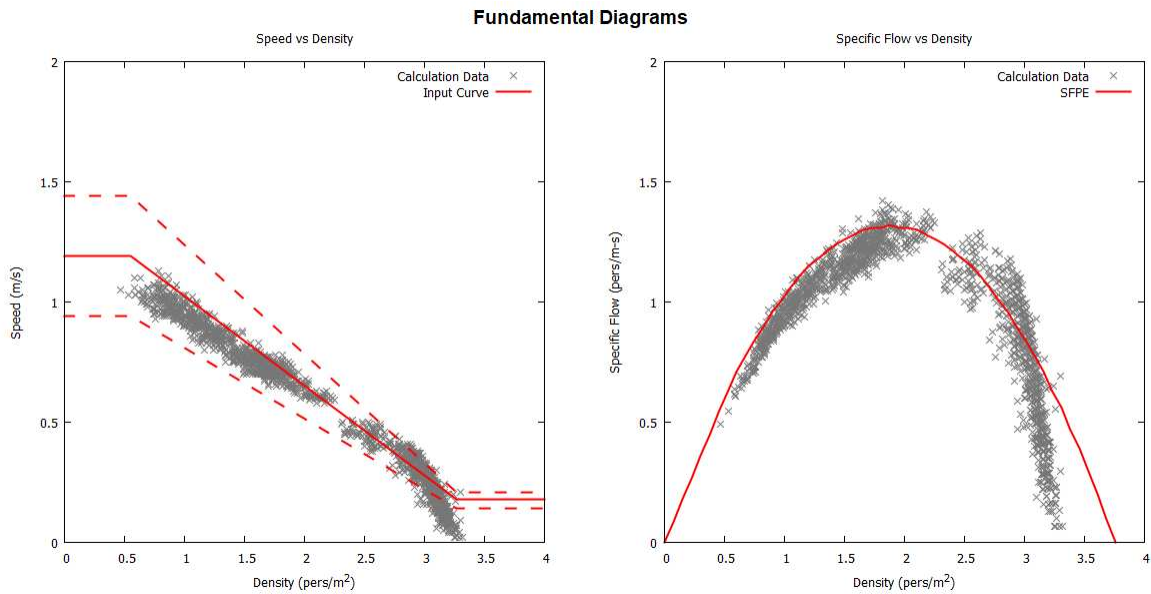 Fundamental Diagrams
Speed vs Density
Specific Flow vs Density
2
1.5
1
0.5
0
0
0.5
1
1.5
2
2.5
3
3.5
4
Speed (m/s)
Density (pers/m²)
Calculation Data
Input Curve
2
1.5
1
0.5
0
0
0.5
1
1.5
2
2.5
3
3.5
4
Specific Flow (pers/m-s)
Density (pers/m²)
Calculation Data
SFPE